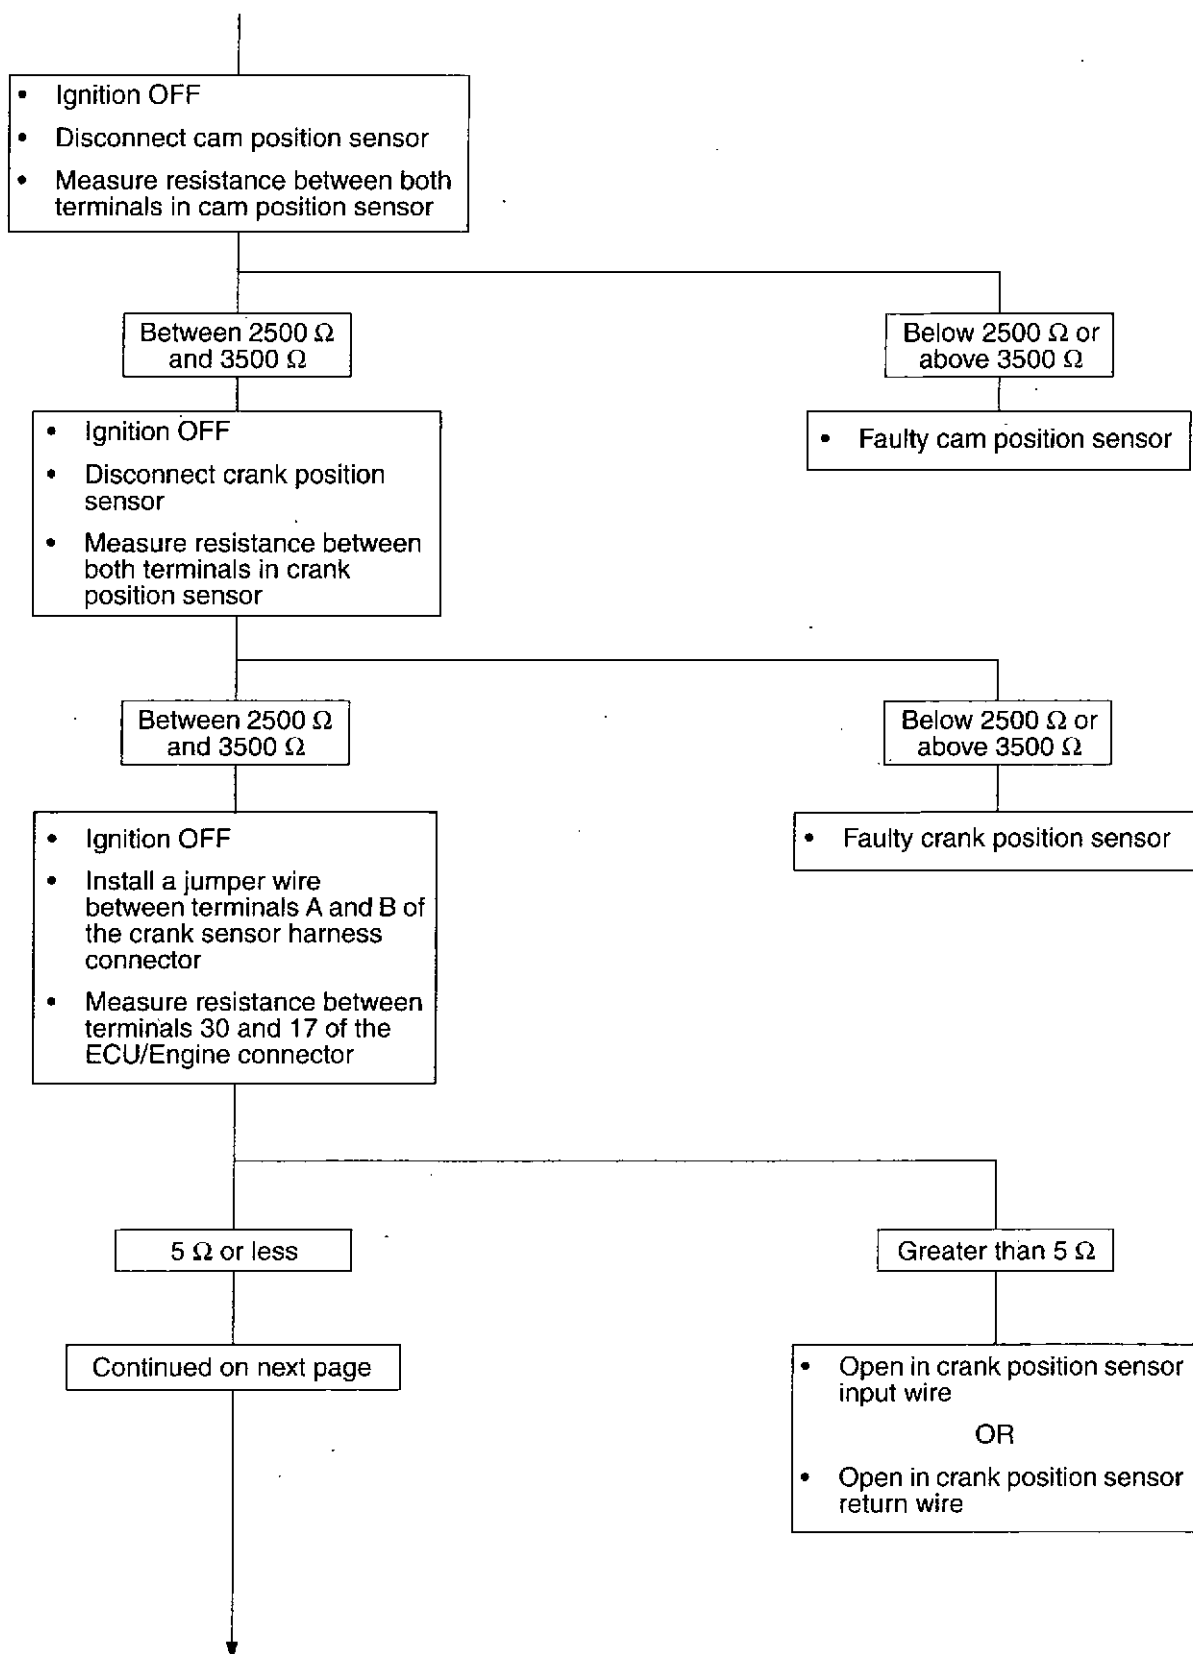 • Ignition OFF
• Disconnect cam position sensor
• Measure resistance between both
terminals in cam position sensor
Between 2500 Ω
and 3500 Ω
Below 2500 Ω or
above 3500 Ω
• Ignition OFF
• Disconnect crank position
sensor
• Measure resistance between
both terminals in crank
position sensor
• Faulty cam position sensor
Between 2500 Ω
and 3500 Ω
Below 2500 Ω or
above 3500 Ω
• Ignition OFF
• Install a jumper wire
between terminals A and B of
the crank sensor harness
connector
• Measure resistance between
terminals 30 and 17 of the
ECU/Engine connector
• Faulty crank position sensor
5 Ω or less
Greater than 5 Ω
Continued on next page
• Open in crank position sensor
input wire
OR
• Open in crank position sensor
return wire